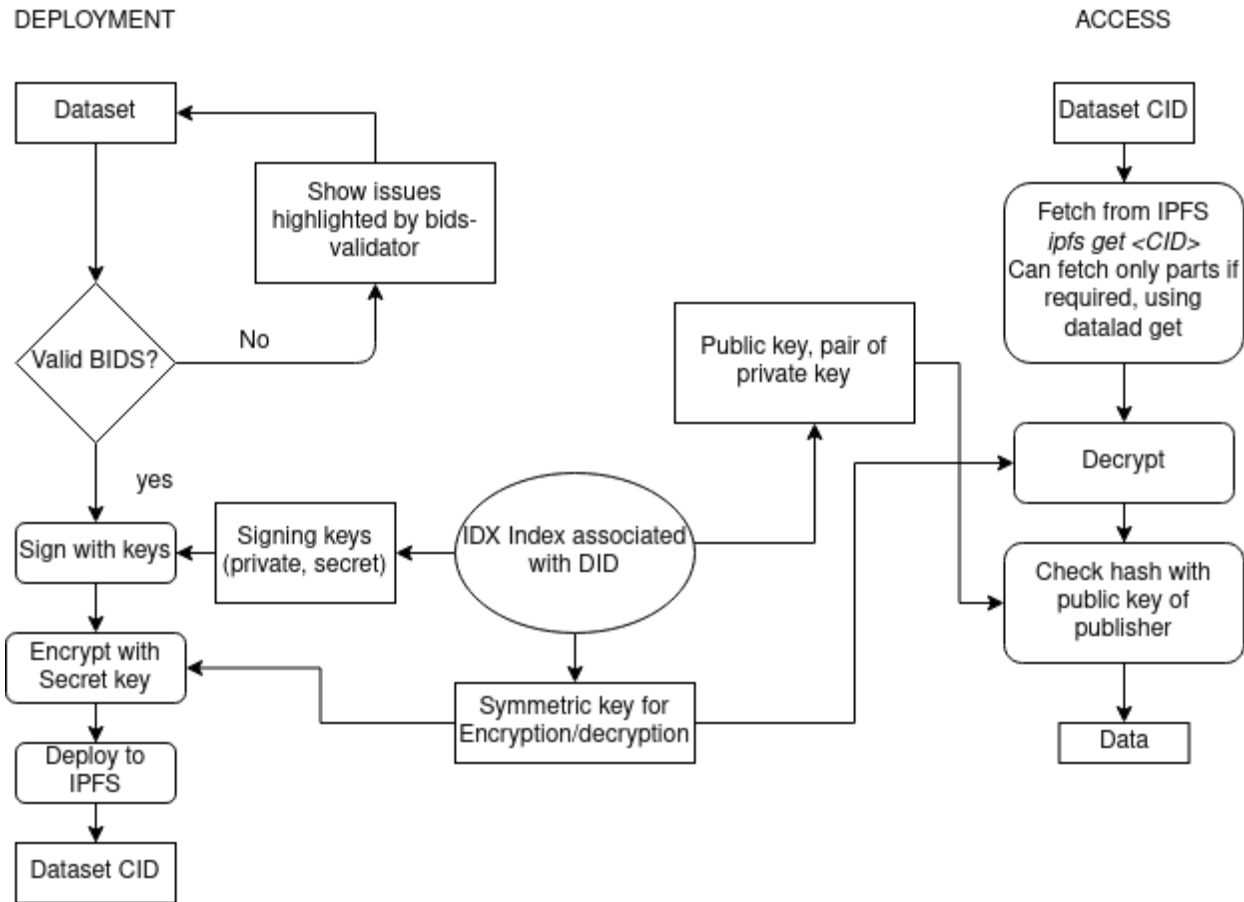 DEPLOYMENT
ACCESS
Dataset
Show issues
highlighted by bids-
validator
Valid BIDS?
No
yes
Sign with keys
Signing keys
(private, secret)
IDX Index associated
with DID
Public key, pair of
private key
Encrypt with
Secret key
Symmetric key for
Encryption/decryption
Deploy to
IPFS
Dataset CID
Dataset CID
Fetch from IPFS
ipfs get <CID>
Can fetch only parts if
required, using
datalad get
Decrypt
Check hash with
public key of
publisher
Data